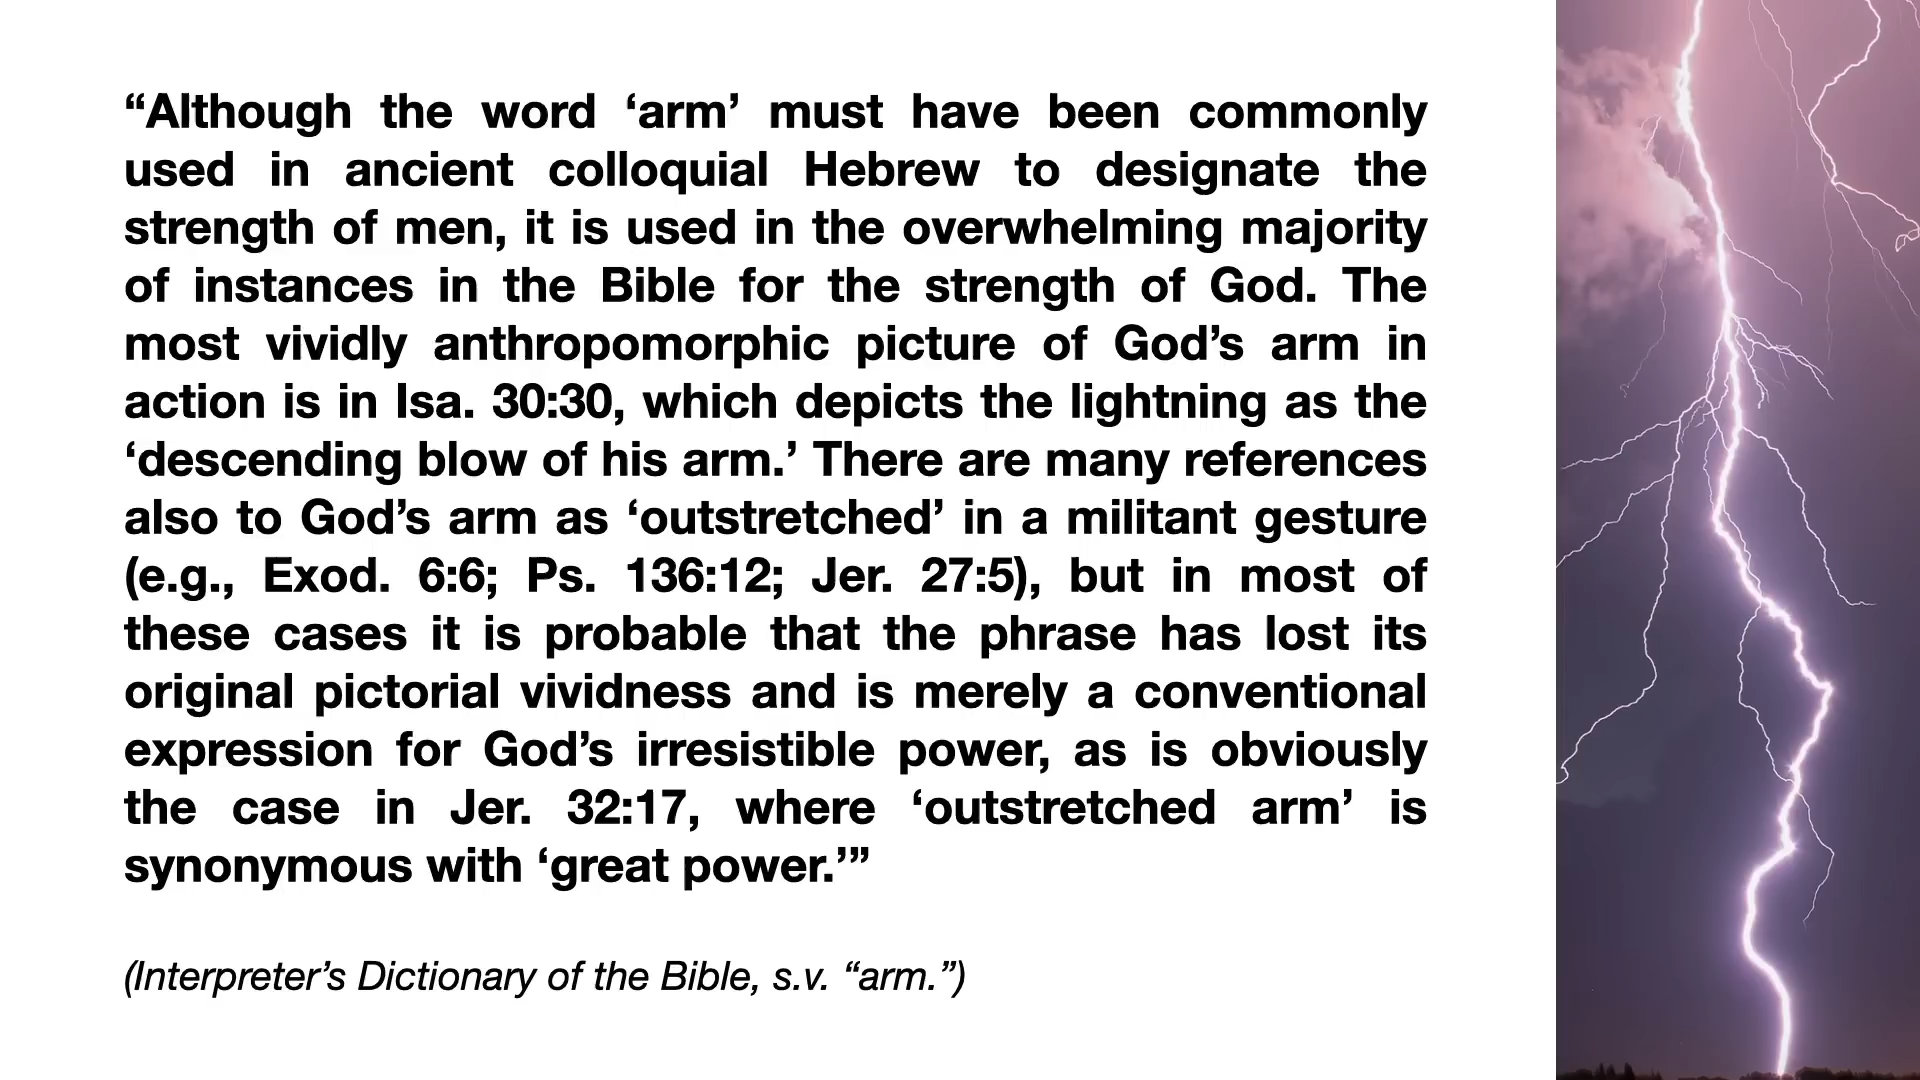 “Although the word ‘arm’ must have been commonly
used in ancient colloquial Hebrew to designate the
strength of men, it is used in the overwhelming majority
of instances in the Bible for the strength of God. The
most vividly anthropomorphic picture of God’s arm in
action is in Isa. 30:30, which depicts the lightning as the
‘descending blow of his arm.’ There are many references
also to God’s arm as ‘outstretched’ in a militant gesture
(e.g., Exod. 6:6; Ps. 136:12; Jer. 27:5), but in most of
these cases it is probable that the phrase has lost its
original pictorial vividness and is merely a conventional
expression for God’s irresistible power, as is obviously
the case in Jer. 32:17, where ‘outstretched arm’ is
synonymous with ‘great power.’”
(Interpreter’s Dictionary of the Bible, s.v. “arm.”)